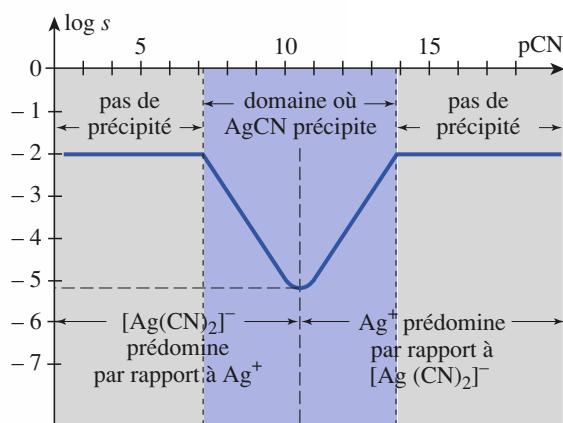 log s
5
10
15
pCN
0
pas de
précipité
domaine où
AgCN précipite
pas de
précipité
– 1
– 2
– 3
– 4
– 5
– 6
– 7
[Ag(CN)₂]⁻
prédomine
par rapport à Ag⁺
Ag⁺ prédomine
par rapport à
[Ag (CN)₂]⁻